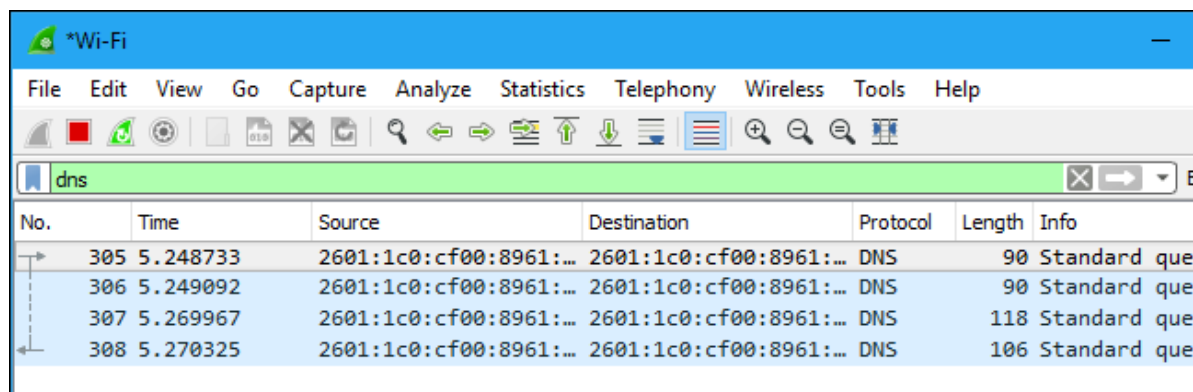 *Wi-Fi
File Edit View Go Capture Analyze Statistics Telephony Wireless Tools Help
dns
No. Time Source Destination Protocol Length Info
305 5.248733 2601:1c0:cf00:8961:… 2601:1c0:cf00:8961:… DNS 90 Standard que
306 5.249092 2601:1c0:cf00:8961:… 2601:1c0:cf00:8961:… DNS 90 Standard que
307 5.269967 2601:1c0:cf00:8961:… 2601:1c0:cf00:8961:… DNS 118 Standard que
308 5.270325 2601:1c0:cf00:8961:… 2601:1c0:cf00:8961:… DNS 106 Standard que